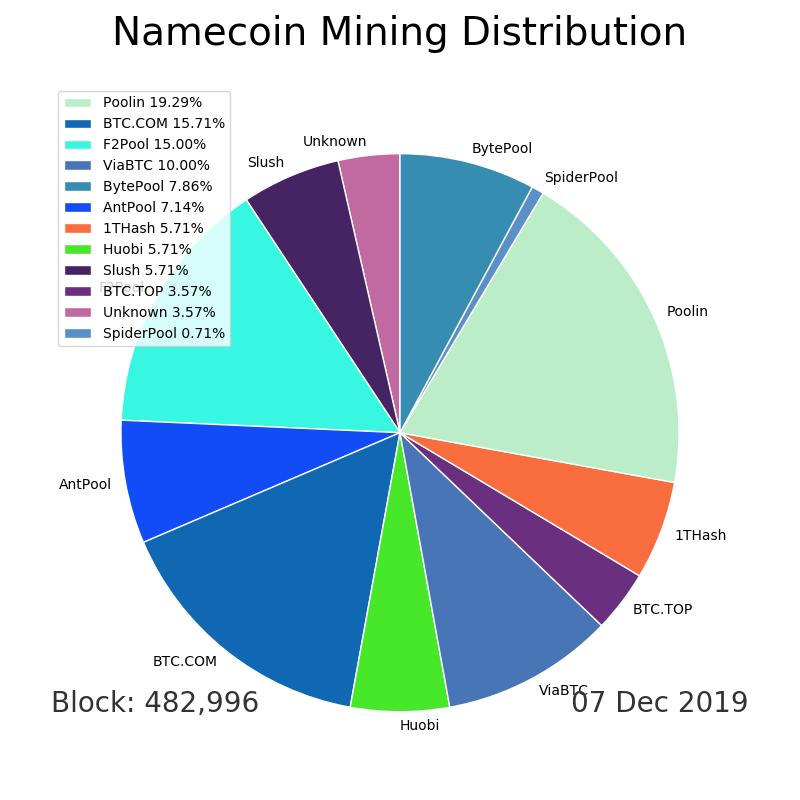 Namecoin Mining Distribution
Poolin 19.29%
BTC.COM 15.71%
F2Pool 15.00%
ViaBTC 10.00%
BytePool 7.86%
AntPool 7.14%
1THash 5.71%
Huobi 5.71%
Slush 5.71%
BTC.TOP 3.57%
Unknown 3.57%
SpiderPool 0.71%
Unknown
BytePool
Slush
SpiderPool
F2Pool
Poolin
AntPool
1THash
BTC.TOP
BTC.COM
ViaBTC
Huobi
Block: 482,996
07 Dec 2019